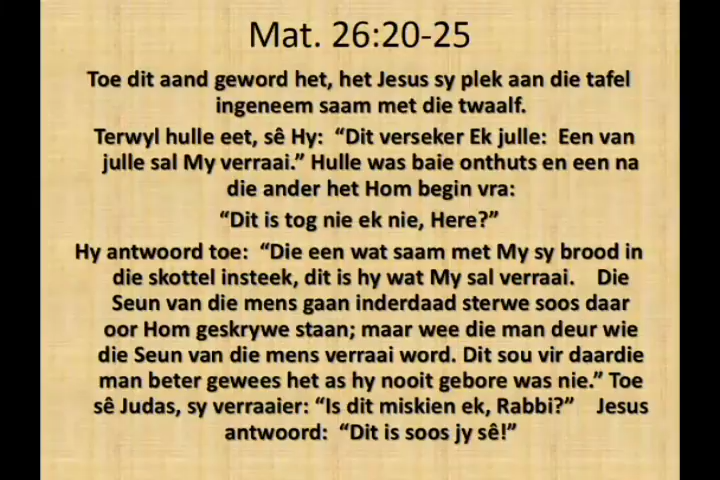 Mat. 26:20-25
Toe dit aand geword het, het Jesus sy plek aan die tafel
ingeneem saam met die twaalf.
Terwyl hulle eet, sê Hy:  “Dit verseker Ek julle:  Een van
julle sal My verraai.” Hulle was baie onthuts en een na
die ander het Hom begin vra:
“Dit is tog nie ek nie, Here?”
Hy antwoord toe:  “Die een wat saam met My sy brood in
die skottel insteek, dit is hy wat My sal verraai.    Die
Seun van die mens gaan inderdaad sterwe soos daar
oor Hom geskrywe staan; maar wee die man deur wie
die Seun van die mens verraai word. Dit sou vir daardie
man beter gewees het as hy nooit gebore was nie.” Toe
sê Judas, sy verraaier: “Is dit miskien ek, Rabbi?”    Jesus
antwoord:  “Dit is soos jy sê!”